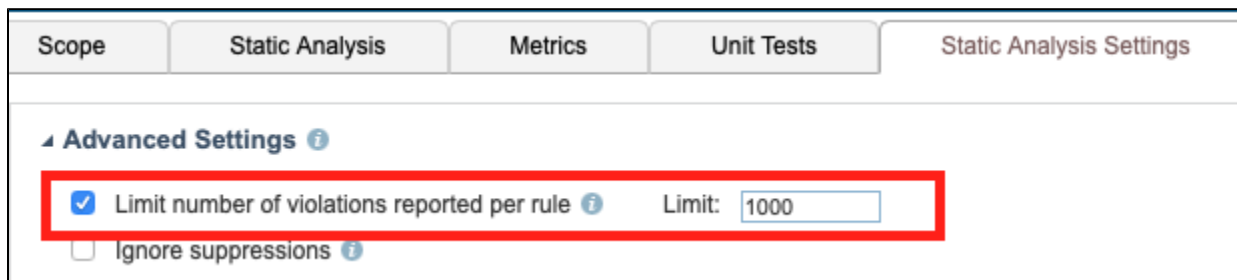 Scope Static Analysis Metrics Unit Tests Static Analysis Settings
Advanced Settings
Limit number of violations reported per rule Limit: 1000
Ignore suppressions